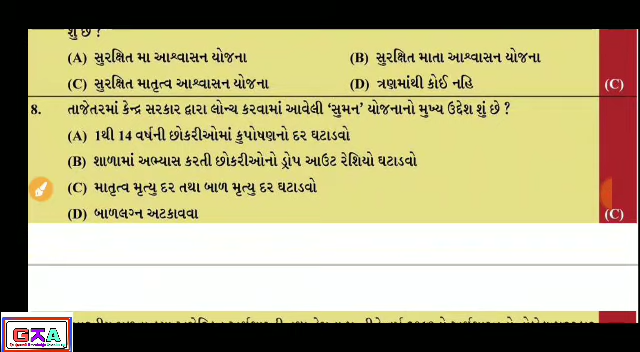 શું છે ?
(A) સુરક્ષિત મા આશ્વાસન યોજના (B) સુરક્ષિત માતા આશ્વાસન યોજના
(C) સુરક્ષિત માતૃત્વ આશ્વાસન યોજના (D) ત્રણમાંથી કોઈ નહિ (C)
8. તાજેતરમાં કેન્દ્ર સરકાર દ્વારા લોન્ચ કરવામાં આવેલી ‘સુમન’ યોજનાનો મુખ્ય ઉદ્દેશ શું છે ?
(A) 1થી 14 વર્ષની છોકરીઓમાં કુપોષણનો દર ઘટાડવો
(B) શાળામાં અભ્યાસ કરતી છોકરીઓનો ડ્રોપ આઉટ રેશિયો ઘટાડવો
(C) માતૃત્વ મૃત્યુ દર તથા બાળ મૃત્યુ દર ઘટાડવો
(D) બાળલગ્ન અટકાવવા (C)
GKA